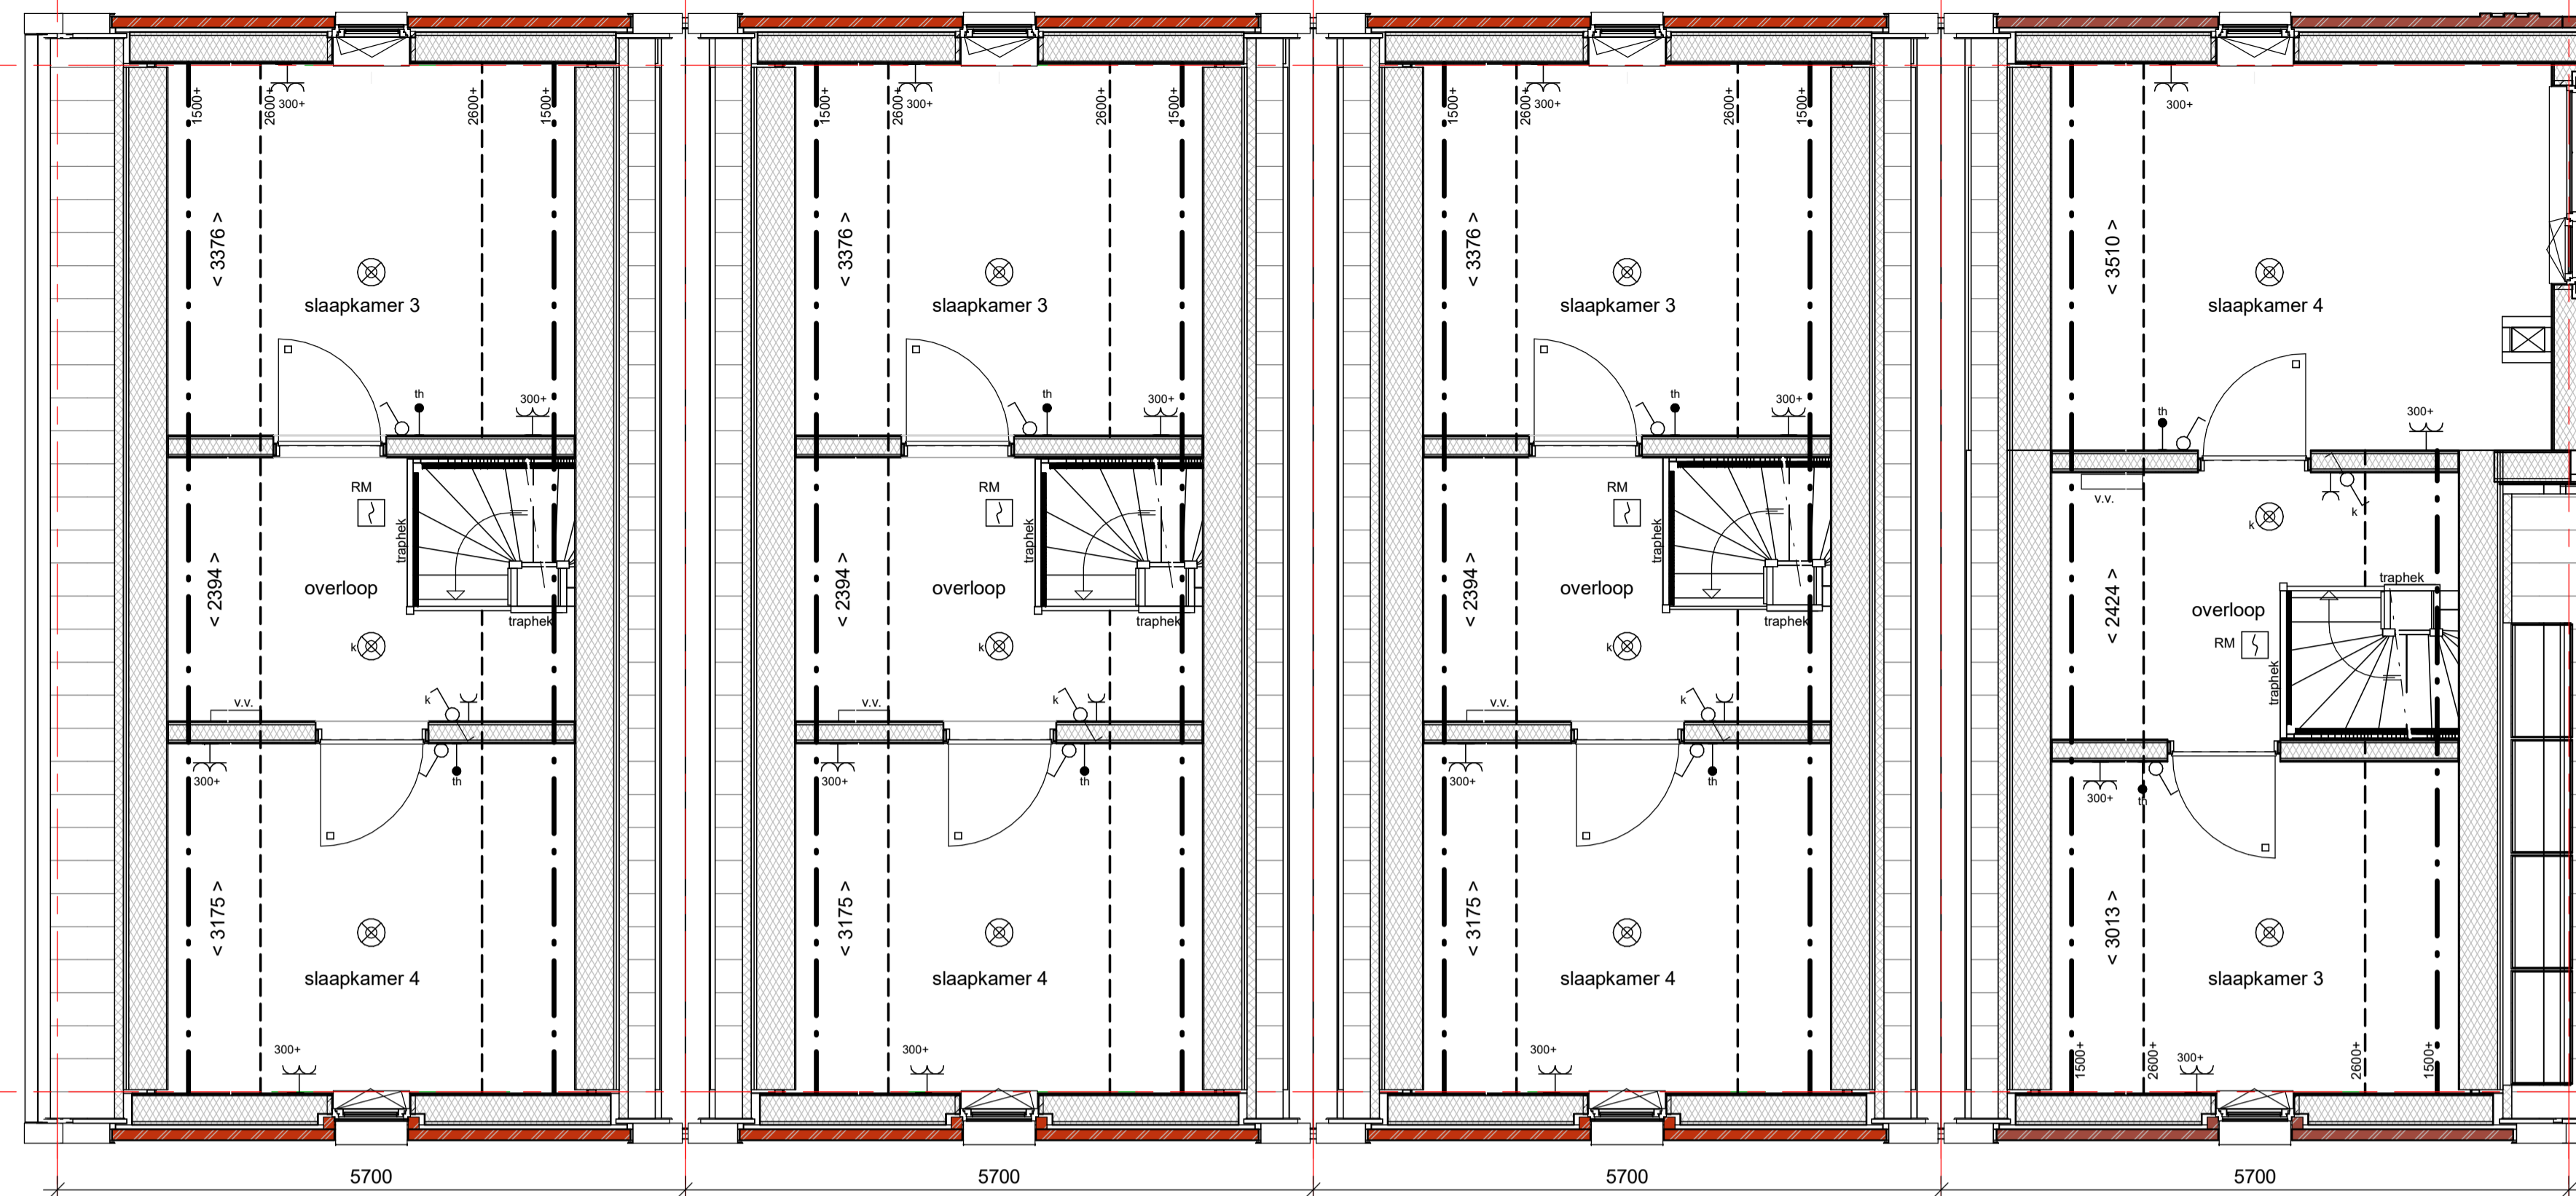 1500+ 2600+ 300+ 2600+ 1500+
< 3376 >
slaapkamer 3
th 300+
RM
traphek
< 2394 >
overloop
traphek
k
v.v. k
300+ th
< 3175 >
slaapkamer 4
300+
5700
1500+ 2600+ 300+ 2600+ 1500+
< 3376 >
slaapkamer 3
th 300+
RM
traphek
< 2394 >
overloop
traphek
k
v.v. k
300+ th
< 3175 >
slaapkamer 4
300+
5700
1500+ 2600+ 300+ 2600+ 1500+
< 3376 >
slaapkamer 3
th 300+
RM
traphek
< 2394 >
overloop
traphek
k
v.v. k
300+ th
< 3175 >
slaapkamer 4
300+
5700
300+
< 3510 >
slaapkamer 4
th 300+
v.v. k
k
traphek
< 2424 >
overloop
RM
traphek
300+ th
< 3013 >
slaapkamer 3
1500+ 2600+ 300+ 2600+ 1500+
5700